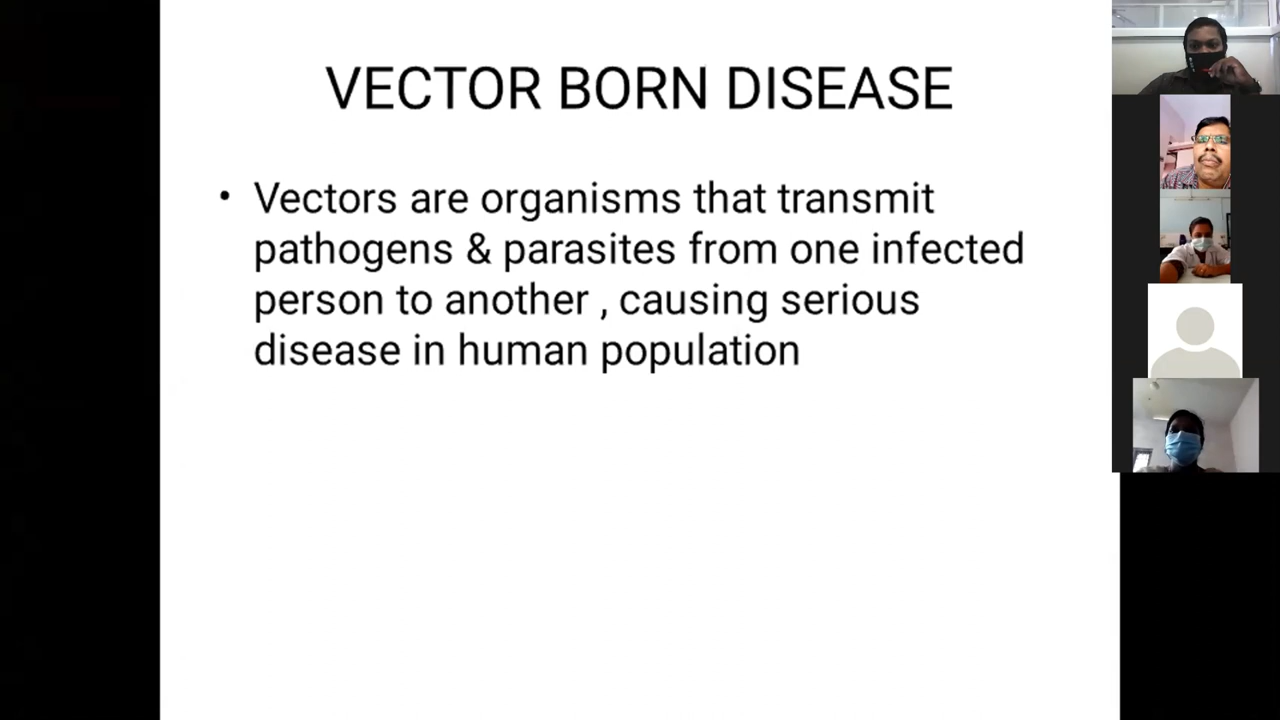 VECTOR BORN DISEASE
• Vectors are organisms that transmit
pathogens & parasites from one infected
person to another , causing serious
disease in human population